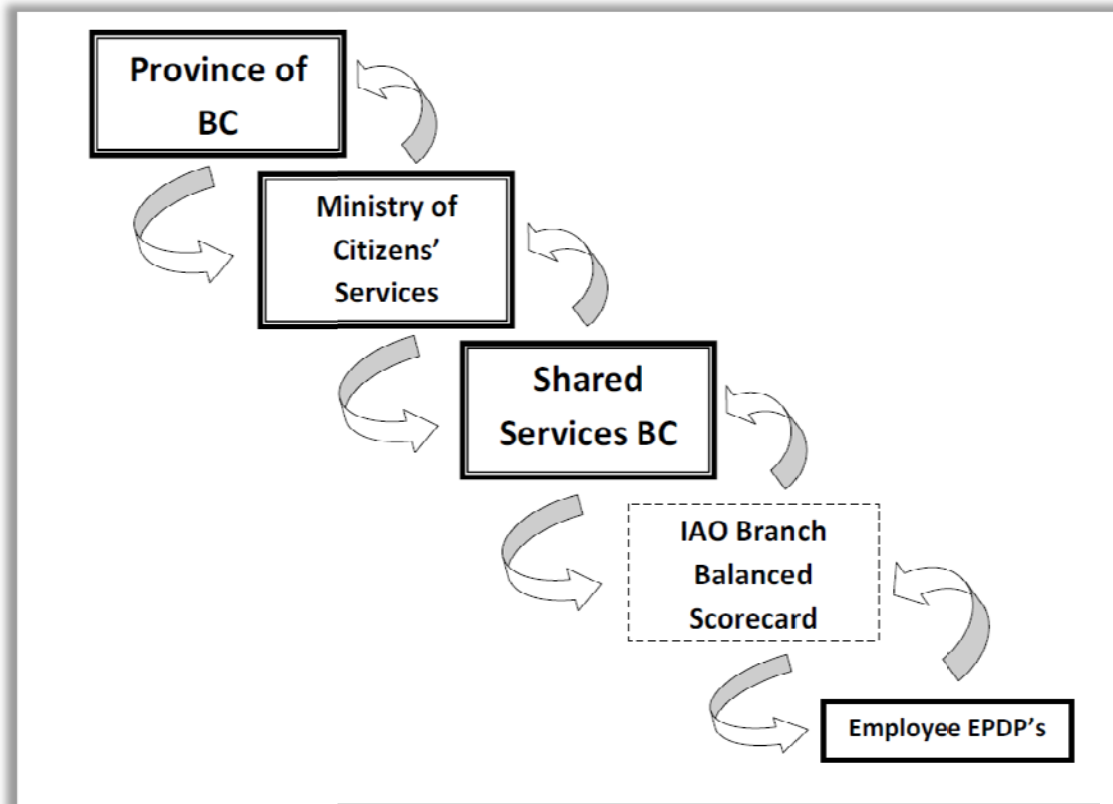 Province of
BC
Ministry of
Citizens’
Services
Shared
Services BC
IAO Branch
Balanced
Scorecard
Employee EPDP’s